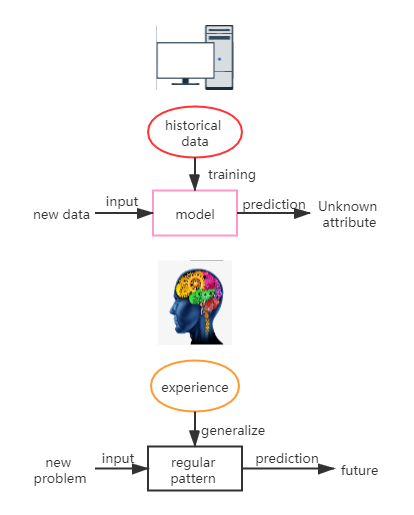 historical
data
training
input
prediction
new data
model
Unknown
attribute
experience
generalize
input
prediction
new
problem
regular
pattern
future